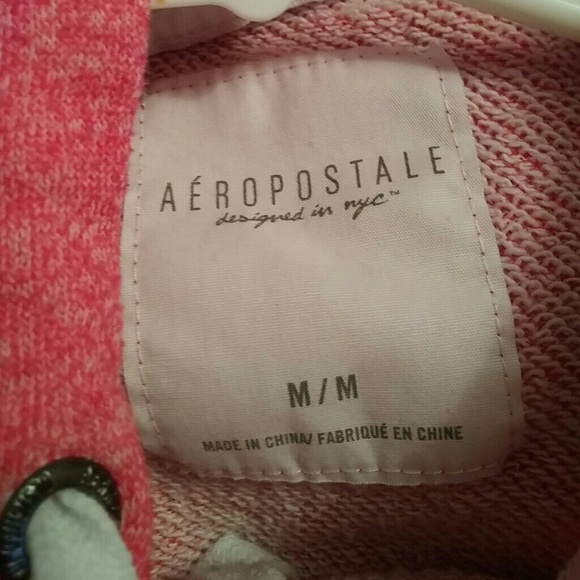 AÉROPOSTALE
designed in nyc™
M/M
MADE IN CHINA/ FABRIQUÉ EN CHINE